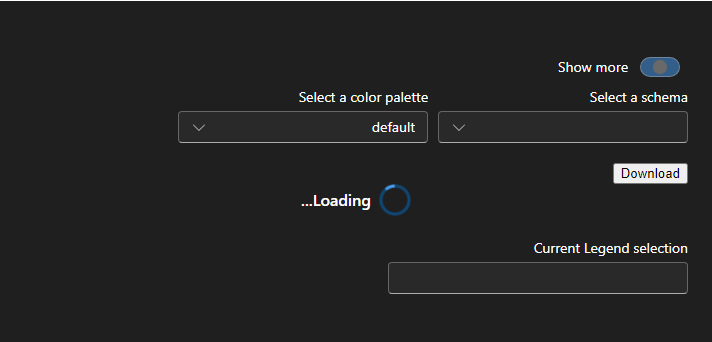 Show more
Select a color palette
Select a schema
default
Download
...Loading
Current Legend selection